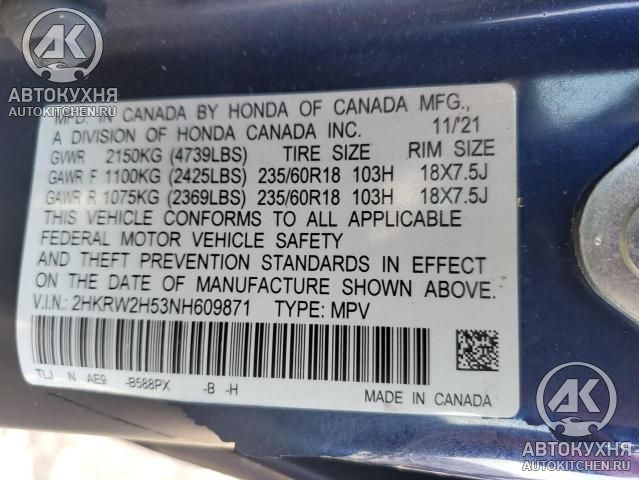 AK
АВТОКУХНЯ
AUTOKITCHEN.RU
MFD. IN CANADA BY HONDA OF CANADA MFG.,
A DIVISION OF HONDA CANADA INC. 11/'21
GVWR 2150KG (4739LBS) TIRE SIZE RIM SIZE
GAWR F 1100KG (2425LBS) 235/60R18 103H 18X7.5J
GAWR R 1075KG (2369LBS) 235/60R18 103H 18X7.5J
THIS VEHICLE CONFORMS TO ALL APPLICABLE
FEDERAL MOTOR VEHICLE SAFETY
AND THEFT PREVENTION STANDARDS IN EFFECT
ON THE DATE OF MANUFACTURE SHOWN ABOVE.
V.I.N.: 2HKRW2H53NH609871 TYPE: MPV
TLJ N AE9 -B588PX -B -H
MADE IN CANADA
AK
АВТОКУХНЯ
AUTOKITCHEN.RU